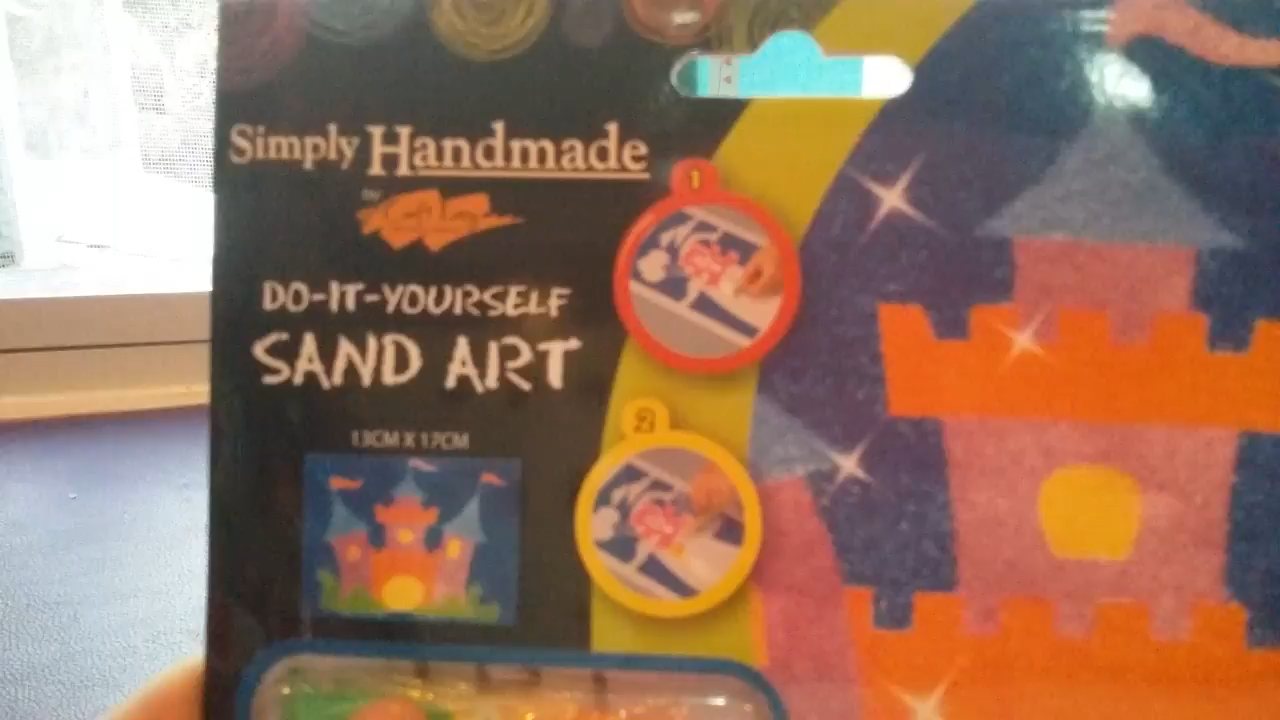 Simply Handmade
by
DO-IT-YOURSELF
SAND ART
13CM X 17CM
1
2